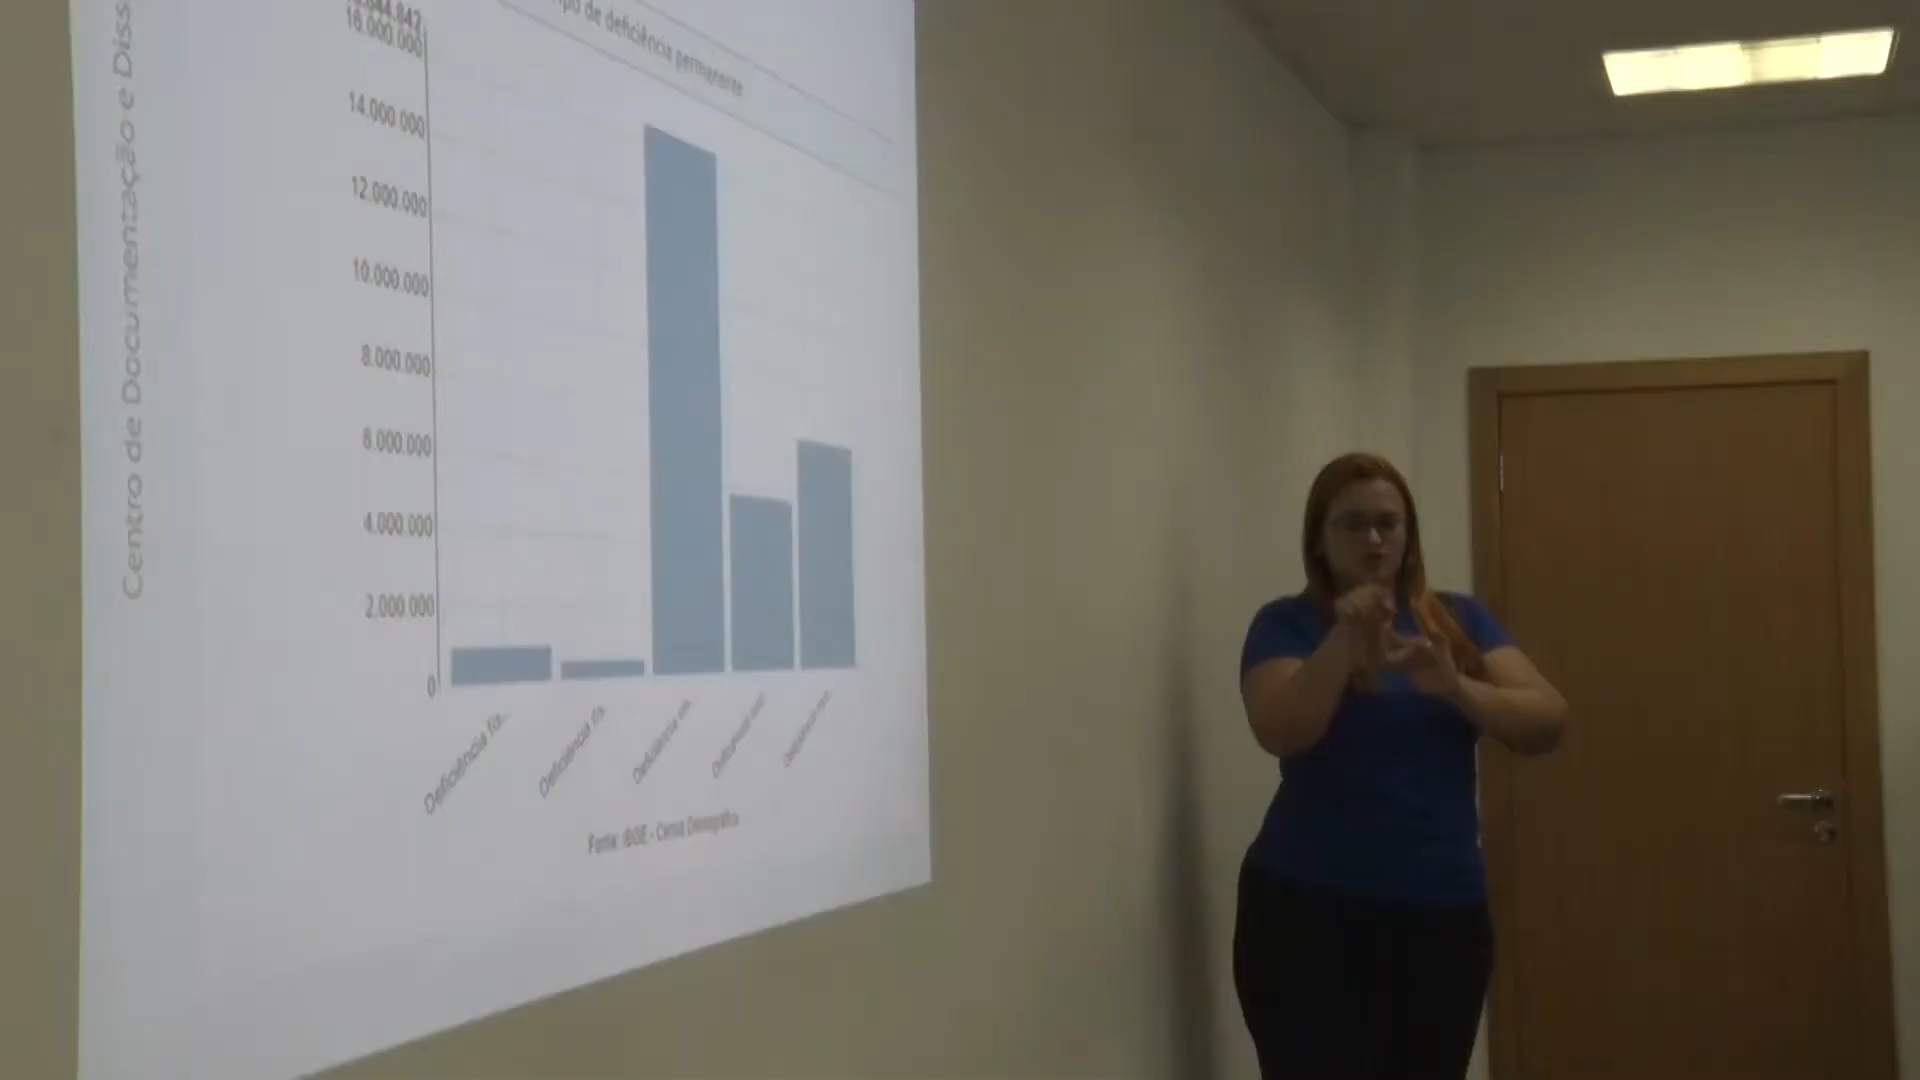 Centro de Documentação e Diss
de deficiência permanente
16.000.000
14.000.000
12.000.000
10.000.000
8.000.000
6.000.000
4.000.000
2.000.000
0
Deficiência
Deficiência
Deficiência
Fonte: IBGE - Censo Demográfico